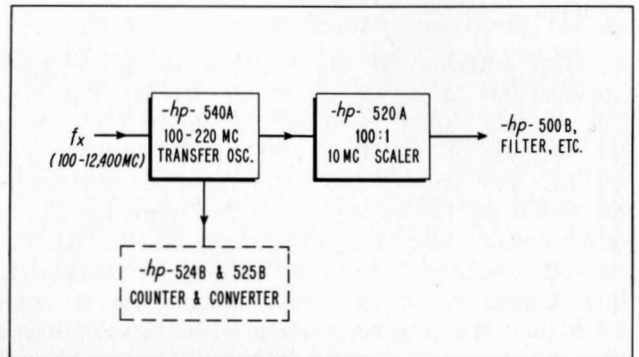 -hp- 540A
100-220 MC
TRANSFER OSC.
-hp- 520A
100:1
10 MC SCALER
fx
(100-12,400MC)
-hp- 500B,
FILTER, ETC.
-hp-524B & 525B
COUNTER & CONVERTER